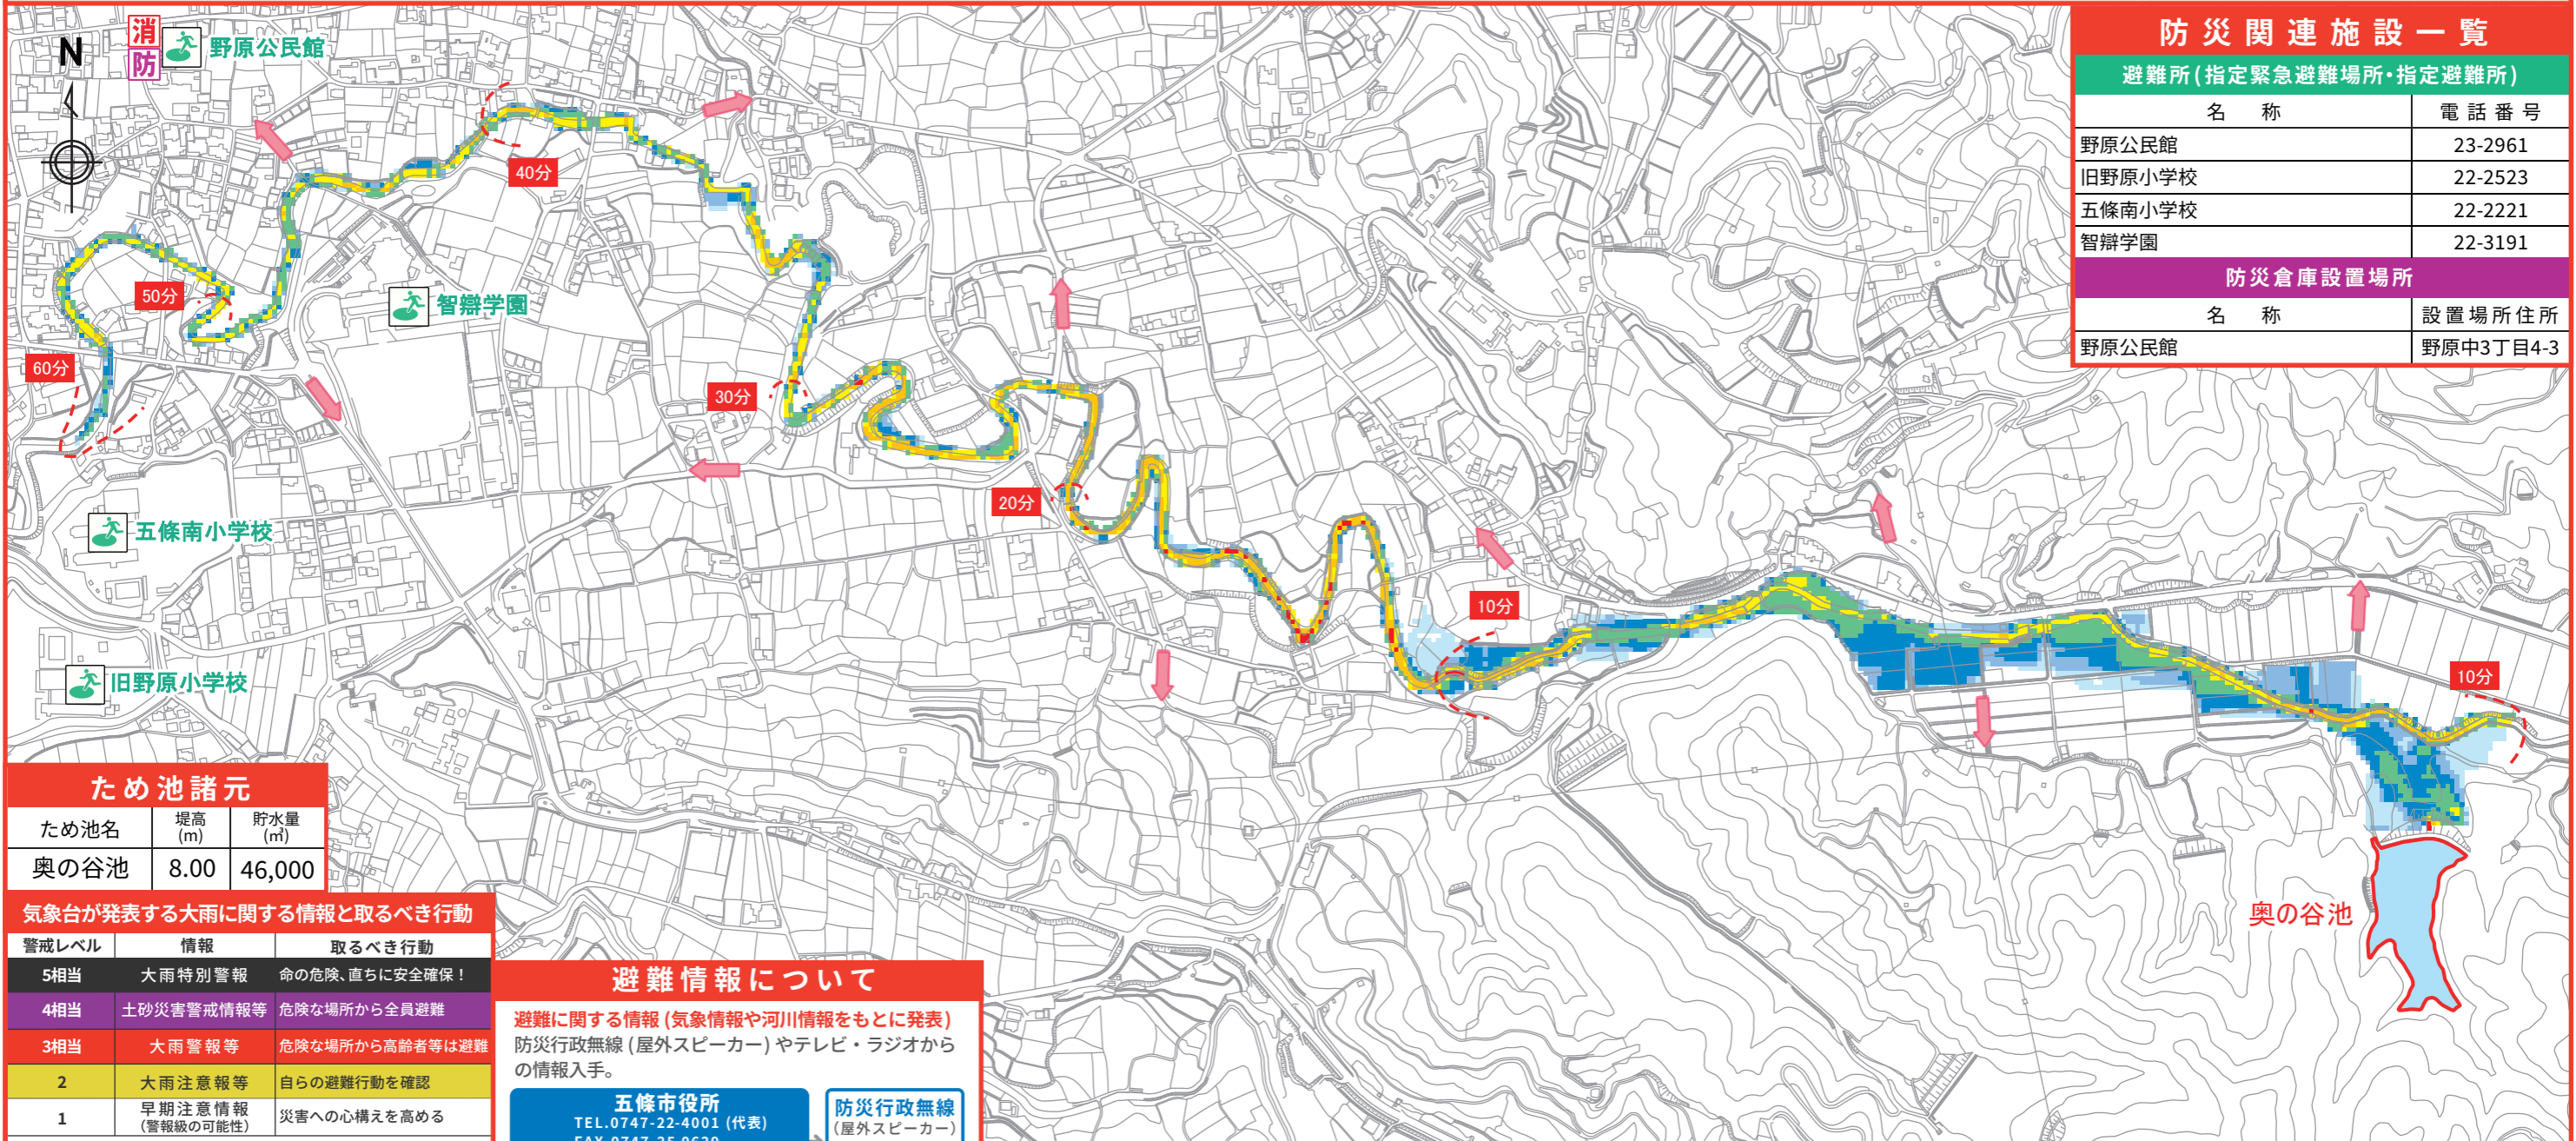 N
消
防
野原公民館
40分
50分
智辯学園
60分
30分
20分
五條南小学校
10分
旧野原小学校
10分
奥の谷池
防災関連施設一覧
避難所(指定緊急避難場所・指定避難所)
名 称 電話番号
野原公民館 23-2961
旧野原小学校 22-2523
五條南小学校 22-2221
智辯学園 22-3191
防災倉庫設置場所
名 称 設置場所住所
野原公民館 野原中3丁目4-3
ため池諸元
ため池名 堤高(m) 貯水量(㎥)
奥の谷池 8.00 46,000
気象台が発表する大雨に関する情報と取るべき行動
警戒レベル 情報 取るべき行動
5相当 大雨特別警報 命の危険、直ちに安全確保！
4相当 土砂災害警戒情報等 危険な場所から全員避難
3相当 大雨警報等 危険な場所から高齢者等は避難
2 大雨注意報等 自らの避難行動を確認
1 早期注意情報(警報級の可能性) 災害への心構えを高める
避難情報について
避難に関する情報(気象情報や河川情報をもとに発表)
防災行政無線(屋外スピーカー)やテレビ・ラジオから
の情報入手。
五條市役所
TEL.0747-22-4001 (代表)
防災行政無線
(屋外スピーカー)